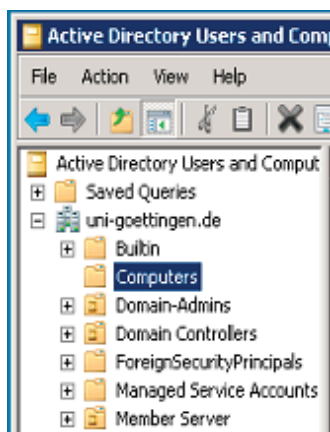 Active Directory Users and Com
File Action View Help
Active Directory Users and Comput
Saved Queries
uni-goettingen.de
Builtin
Computers
Domain-Admins
Domain Controllers
ForeignSecurityPrincipals
Managed Service Accounts
Member Server